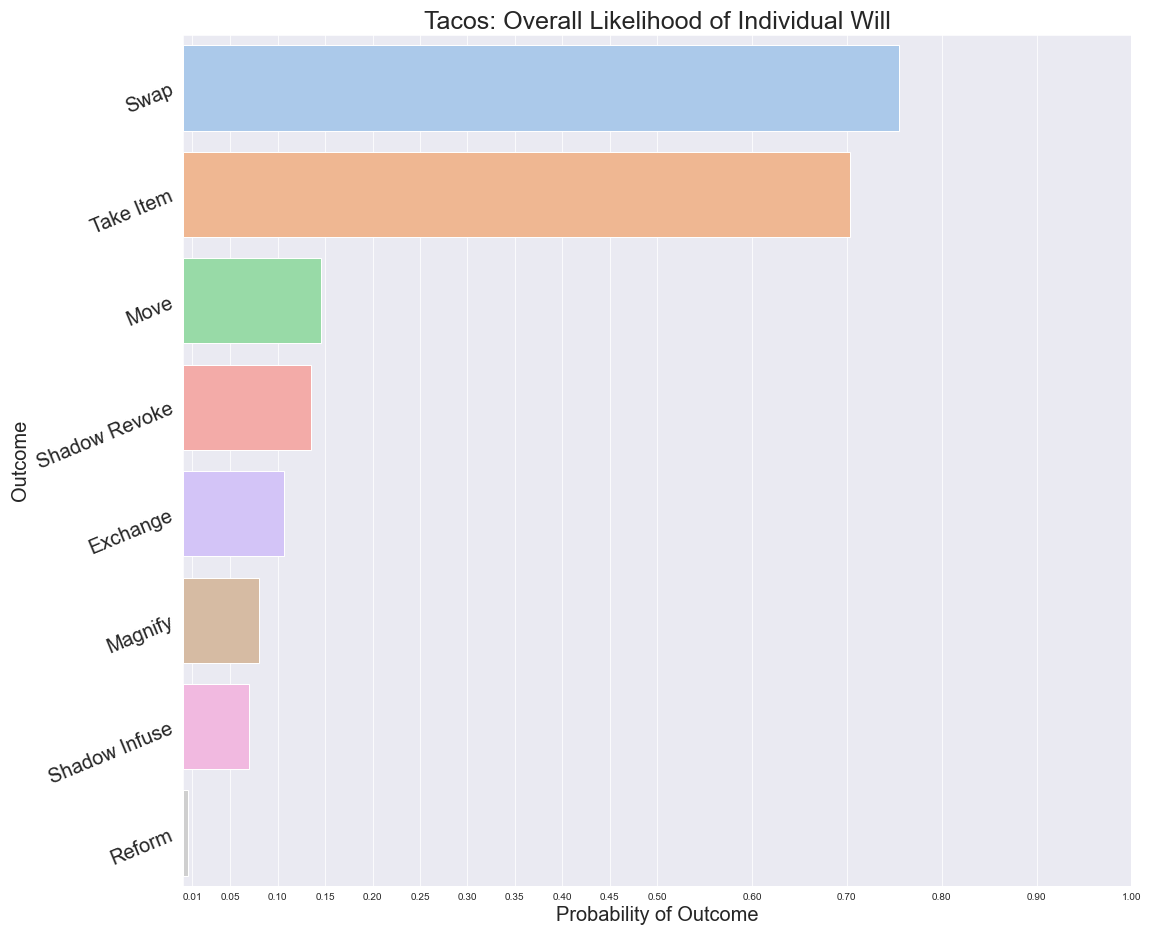 Tacos: Overall Likelihood of Individual Will
Swap
Take Item
Move
Shadow Revoke
Exchange
Magnify
Shadow Infuse
Reform
Outcome
0.01 0.05 0.10 0.15 0.20 0.25 0.30 0.35 0.40 0.45 0.50 0.60 0.70 0.80 0.90 1.00
Probability of Outcome